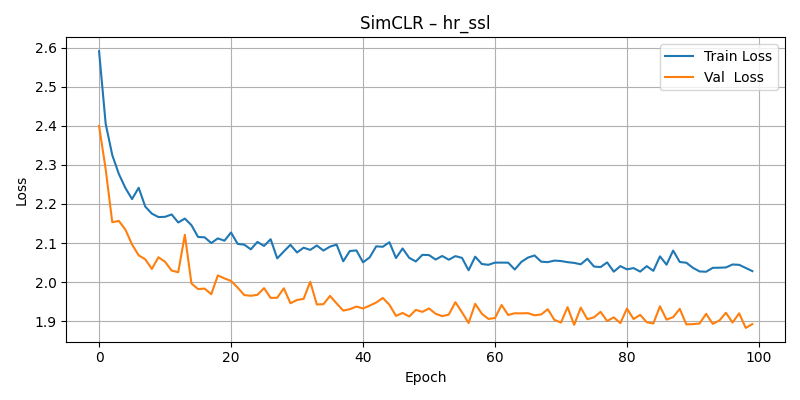 SimCLR – hr_ssl
Train Loss
Val  Loss
Loss
2.6
2.5
2.4
2.3
2.2
2.1
2.0
1.9
0 20 40 60 80 100
Epoch